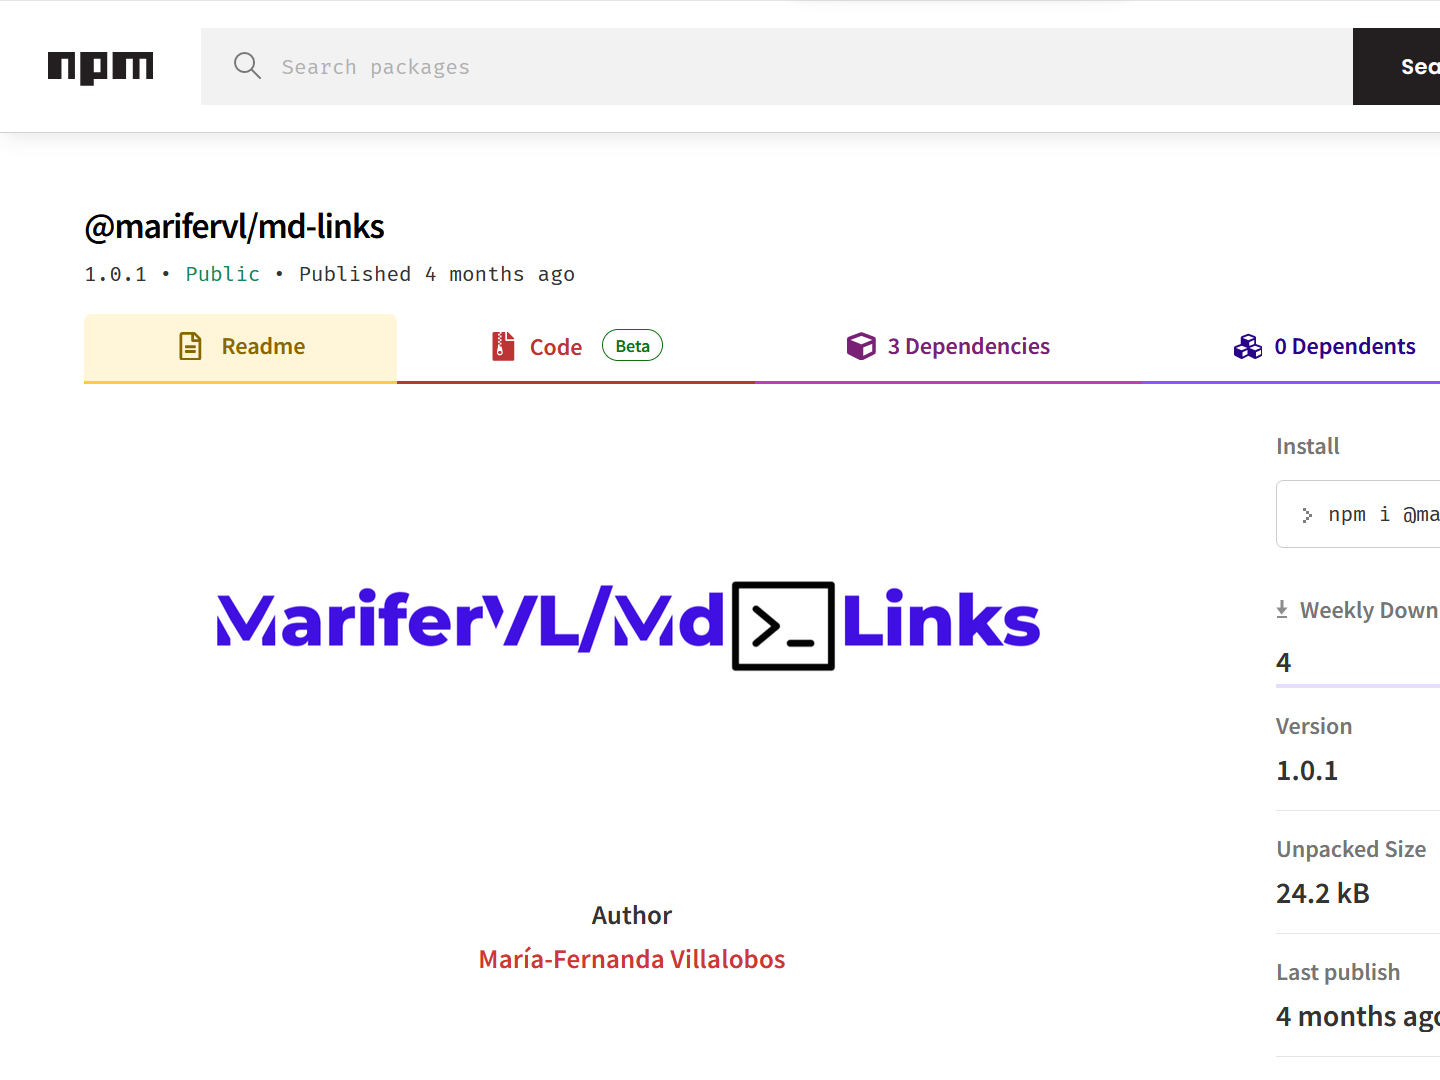 npm
Search packages
Sea
@marifervl/md-links
1.0.1 • Public • Published 4 months ago
Readme
Code Beta
3 Dependencies
0 Dependents
MariferVL/Md>_Links
Author
María-Fernanda Villalobos
Install
> npm i @ma
Weekly Down
4
Version
1.0.1
Unpacked Size
24.2 kB
Last publish
4 months ago